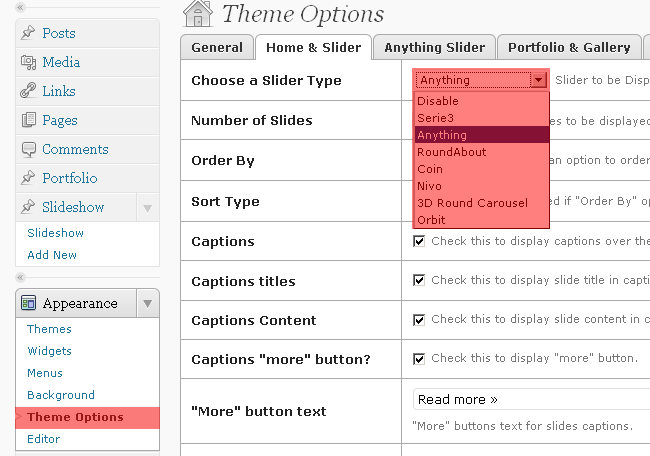 Theme Options
General
Home & Slider
Anything Slider
Portfolio & Gallery
Posts
Media
Links
Pages
Comments
Portfolio
Slideshow
Slideshow
Add New
Appearance
Themes
Widgets
Menus
Background
Theme Options
Editor
Choose a Slider Type
Anything
Slider to be Disp
Disable
Serie3
Anything
RoundAbout
Coin
Nivo
3D Round Carousel
Orbit
Number of Slides
es to be displayed
Order By
an option to order
Sort Type
ed if "Order By" op
Captions
Check this to display captions over the
Captions titles
Check this to display slide title in capti
Captions Content
Check this to display slide content in c
Captions "more" button?
Check this to display "more" button.
"More" button text
Read more »
"More" buttons text for slides captions.